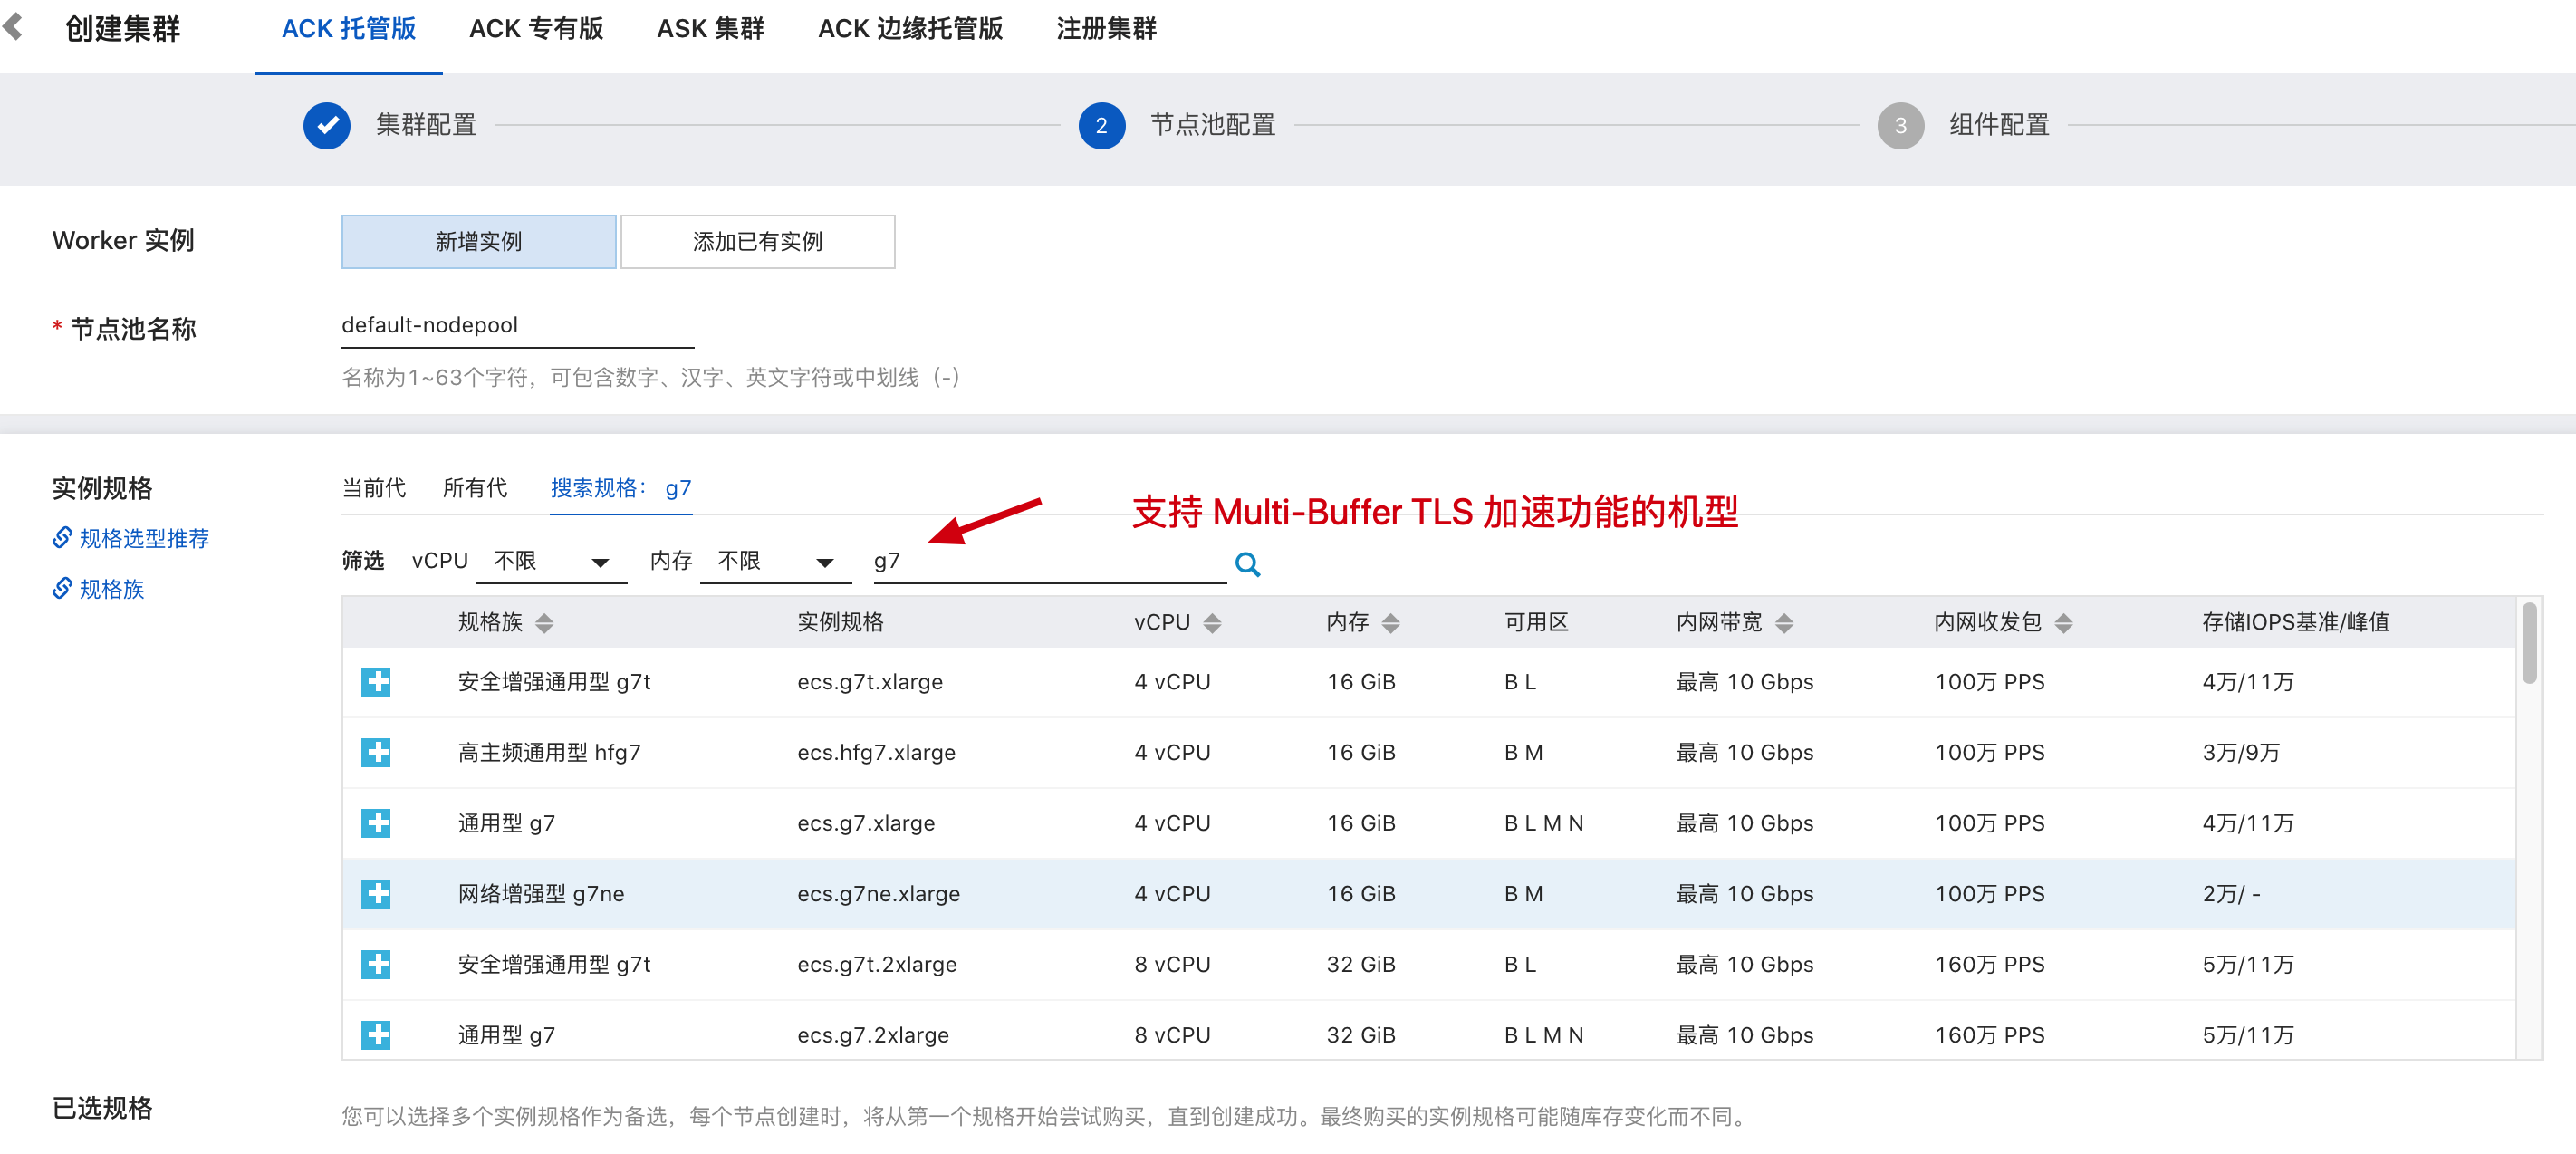 创建集群 ACK 托管版 ACK 专有版 ASK 集群 ACK 边缘托管版 注册集群
集群配置 2 节点池配置 3 组件配置
Worker 实例 新增实例 添加已有实例
* 节点池名称 default-nodepool
名称为1~63个字符，可包含数字、汉字、英文字符或中划线（-）
实例规格 当前代 所有代 搜索规格： g7
支持 Multi-Buffer TLS 加速功能的机型
规格选型推荐
筛选 vCPU 不限 内存 不限 g7
规格族
规格族 实例规格 vCPU 内存 可用区 内网带宽 内网收发包 存储IOPS基准/峰值
安全增强通用型 g7t ecs.g7t.xlarge 4 vCPU 16 GiB B L 最高 10 Gbps 100万 PPS 4万/11万
高主频通用型 hfg7 ecs.hfg7.xlarge 4 vCPU 16 GiB B M 最高 10 Gbps 100万 PPS 3万/9万
通用型 g7 ecs.g7.xlarge 4 vCPU 16 GiB B L M N 最高 10 Gbps 100万 PPS 4万/11万
网络增强型 g7ne ecs.g7ne.xlarge 4 vCPU 16 GiB B M 最高 10 Gbps 100万 PPS 2万/ -
安全增强通用型 g7t ecs.g7t.2xlarge 8 vCPU 32 GiB B L 最高 10 Gbps 160万 PPS 5万/11万
通用型 g7 ecs.g7.2xlarge 8 vCPU 32 GiB B L M N 最高 10 Gbps 160万 PPS 5万/11万
已选规格 您可以选择多个实例规格作为备选，每个节点创建时，将从第一个规格开始尝试购买，直到创建成功。最终购买的实例规格可能随库存变化而不同。